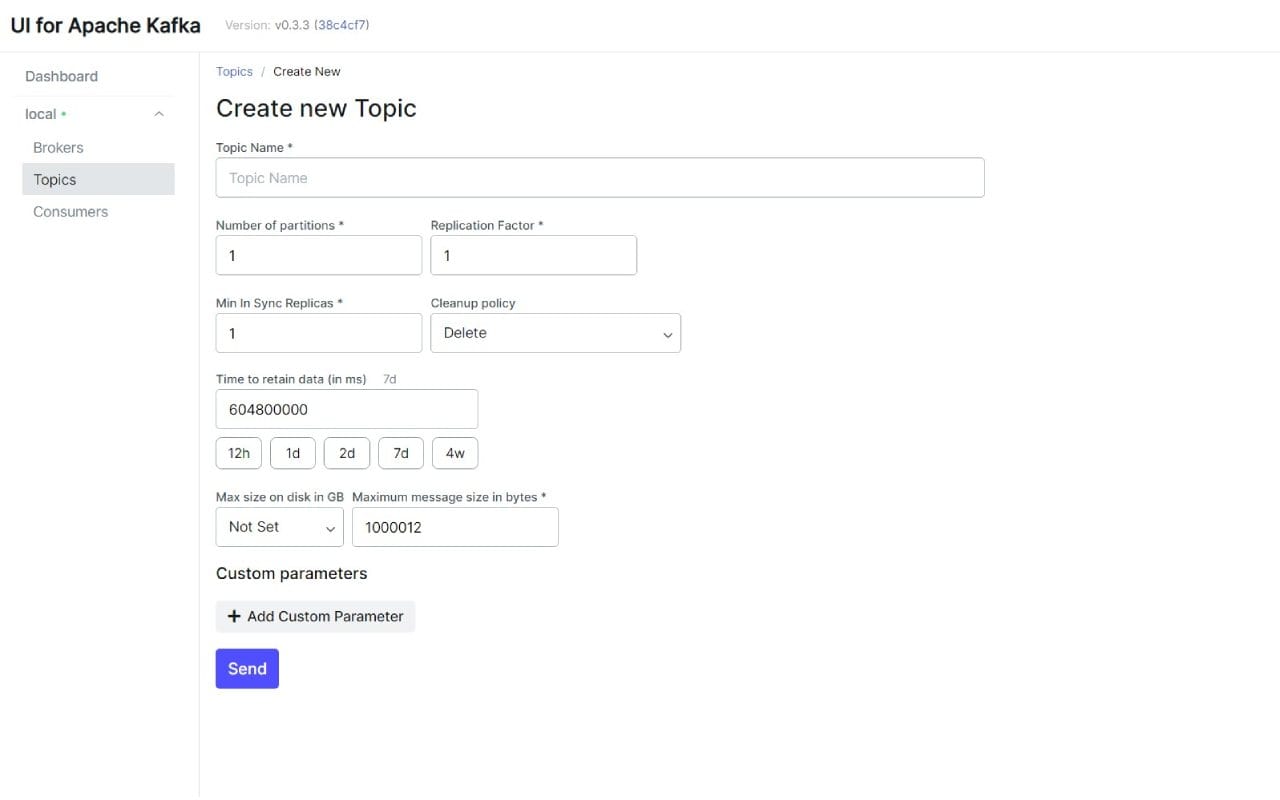 UI for Apache Kafka Version: v0.3.3 (38c4cf7)
Dashboard
local
Brokers
Topics
Consumers
Topics / Create New
Create new Topic
Topic Name *
Topic Name
Number of partitions * Replication Factor *
1 1
Min In Sync Replicas * Cleanup policy
1 Delete
Time to retain data (in ms) 7d
604800000
12h 1d 2d 7d 4w
Max size on disk in GB Maximum message size in bytes *
Not Set 1000012
Custom parameters
+ Add Custom Parameter
Send